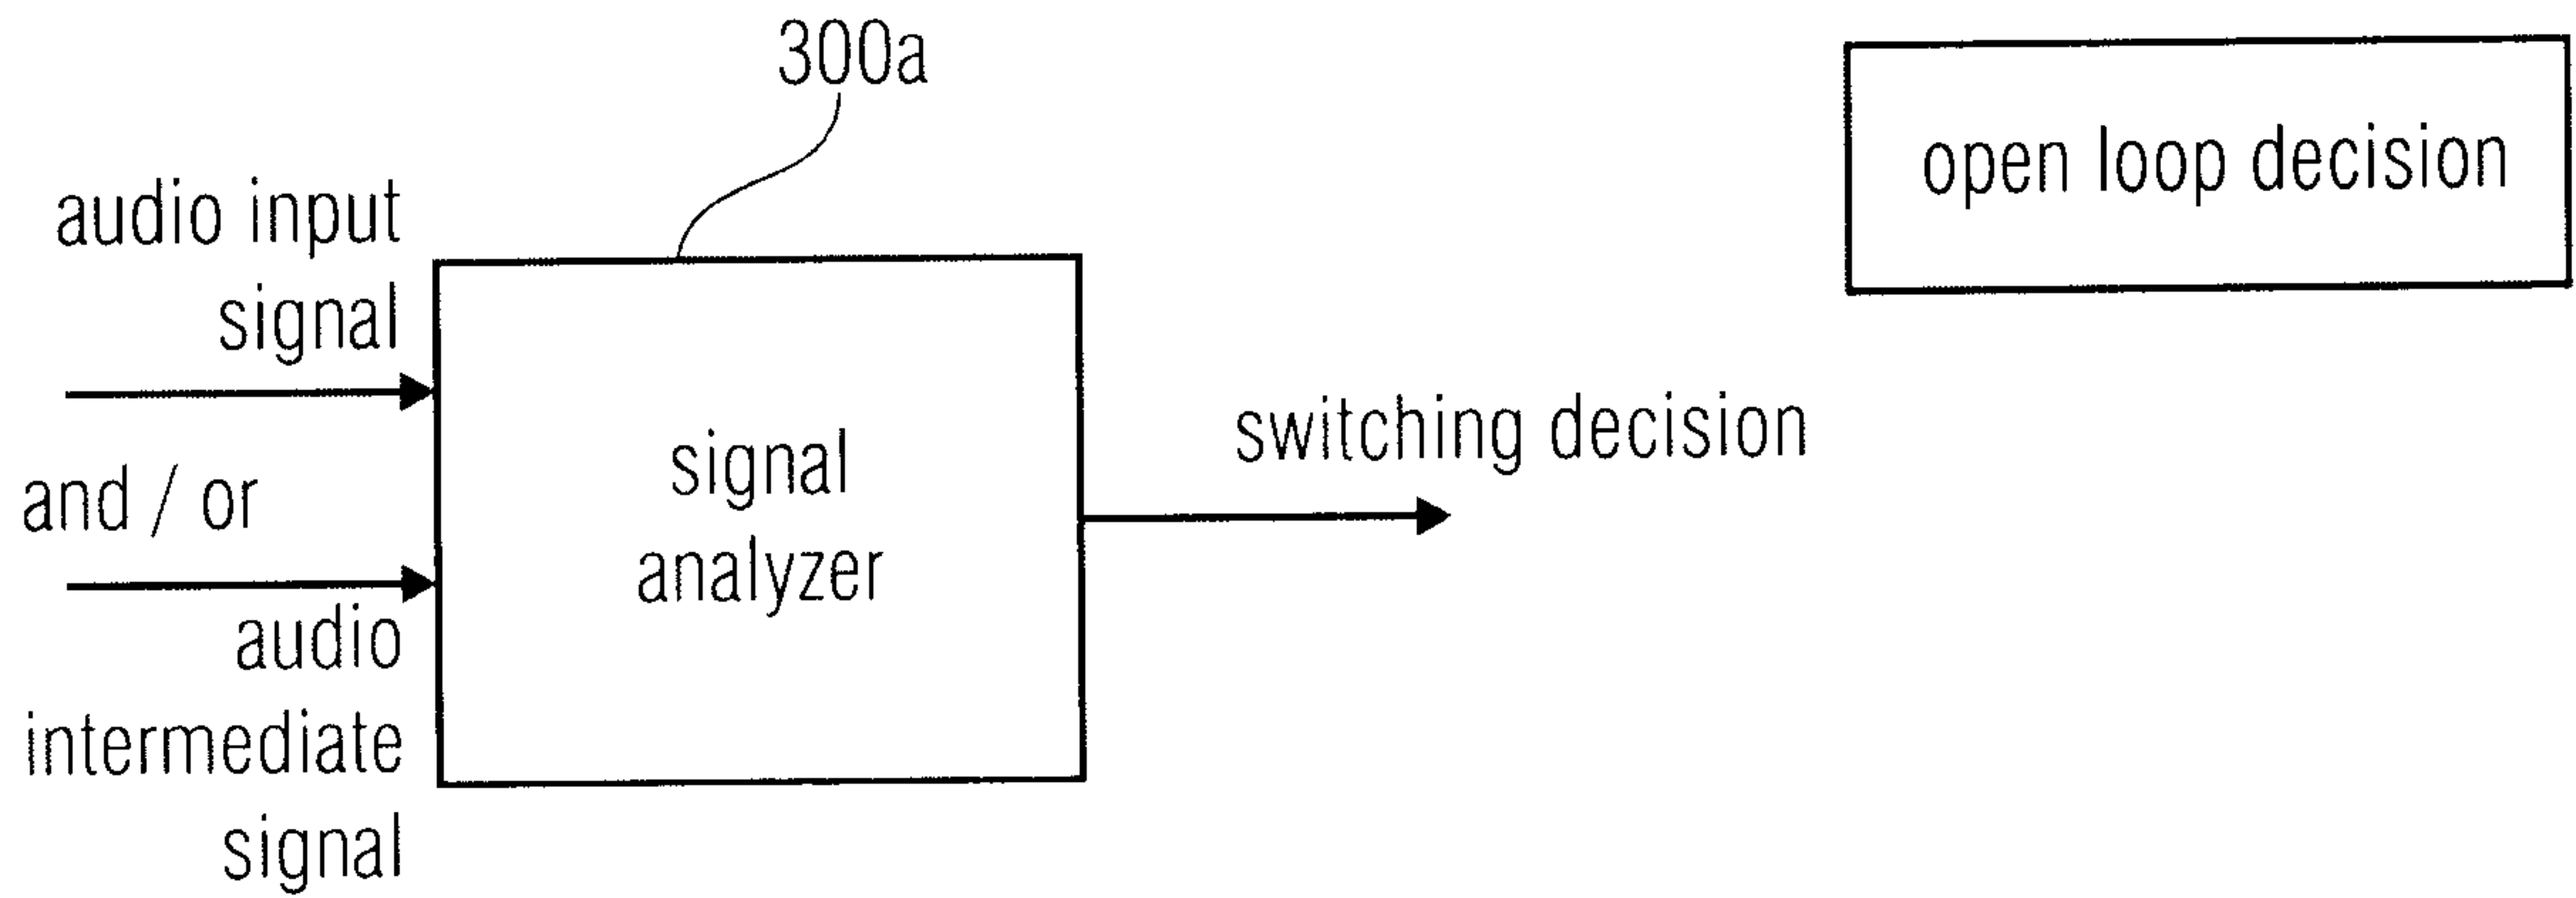 300a
open loop decision
audio input
signal
and / or
audio
intermediate
signal
signal
analyzer
switching decision